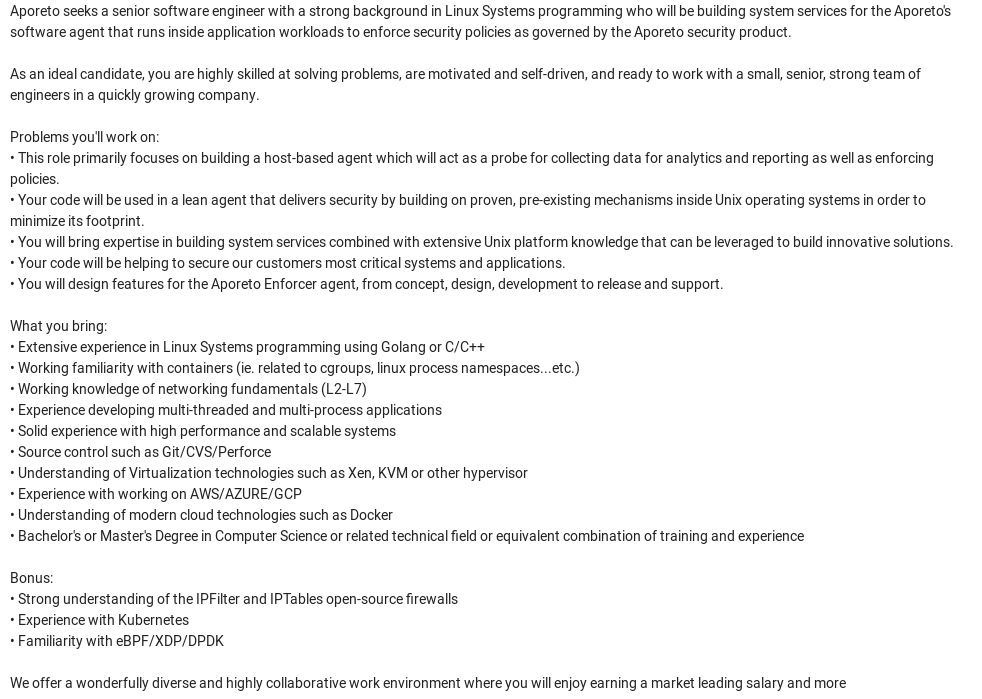 Aporeto seeks a senior software engineer with a strong background in Linux Systems programming who will be building system services for the Aporeto's
software agent that runs inside application workloads to enforce security policies as governed by the Aporeto security product.
As an ideal candidate, you are highly skilled at solving problems, are motivated and self-driven, and ready to work with a small, senior, strong team of
engineers in a quickly growing company.
Problems you'll work on:
• This role primarily focuses on building a host-based agent which will act as a probe for collecting data for analytics and reporting as well as enforcing
policies.
• Your code will be used in a lean agent that delivers security by building on proven, pre-existing mechanisms inside Unix operating systems in order to
minimize its footprint.
• You will bring expertise in building system services combined with extensive Unix platform knowledge that can be leveraged to build innovative solutions.
• Your code will be helping to secure our customers most critical systems and applications.
• You will design features for the Aporeto Enforcer agent, from concept, design, development to release and support.
What you bring:
• Extensive experience in Linux Systems programming using Golang or C/C++
• Working familiarity with containers (ie. related to cgroups, linux process namespaces...etc.)
• Working knowledge of networking fundamentals (L2-L7)
• Experience developing multi-threaded and multi-process applications
• Solid experience with high performance and scalable systems
• Source control such as Git/CVS/Perforce
• Understanding of Virtualization technologies such as Xen, KVM or other hypervisor
• Experience with working on AWS/AZURE/GCP
• Understanding of modern cloud technologies such as Docker
• Bachelor's or Master's Degree in Computer Science or related technical field or equivalent combination of training and experience
Bonus:
• Strong understanding of the IPFilter and IPTables open-source firewalls
• Experience with Kubernetes
• Familiarity with eBPF/XDP/DPDK
We offer a wonderfully diverse and highly collaborative work environment where you will enjoy earning a market leading salary and more